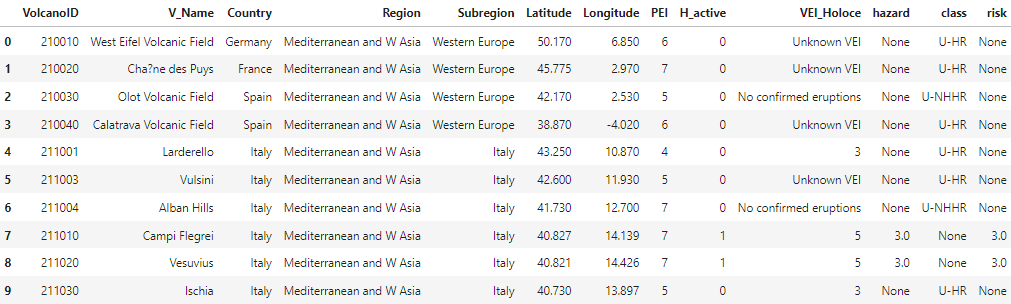 VolcanoID V_Name Country Region Subregion Latitude Longitude PEI H_active VEI_Holoce hazard class risk
0 210010 West Eifel Volcanic Field Germany Mediterranean and W Asia Western Europe 50.170 6.850 6 0 Unknown VEI None U-HR None
1 210020 Cha?ne des Puys France Mediterranean and W Asia Western Europe 45.775 2.970 7 0 Unknown VEI None U-HR None
2 210030 Olot Volcanic Field Spain Mediterranean and W Asia Western Europe 42.170 2.530 5 0 No confirmed eruptions None U-NHHR None
3 210040 Calatrava Volcanic Field Spain Mediterranean and W Asia Western Europe 38.870 -4.020 6 0 Unknown VEI None U-HR None
4 211001 Larderello Italy Mediterranean and W Asia Italy 43.250 10.870 4 0 3 None U-HR None
5 211003 Vulsini Italy Mediterranean and W Asia Italy 42.600 11.930 5 0 Unknown VEI None U-HR None
6 211004 Alban Hills Italy Mediterranean and W Asia Italy 41.730 12.700 7 0 No confirmed eruptions None U-NHHR None
7 211010 Campi Flegrei Italy Mediterranean and W Asia Italy 40.827 14.139 7 1 5 3.0 None 3.0
8 211020 Vesuvius Italy Mediterranean and W Asia Italy 40.821 14.426 7 1 5 3.0 None 3.0
9 211030 Ischia Italy Mediterranean and W Asia Italy 40.730 13.897 5 0 3 None U-HR None